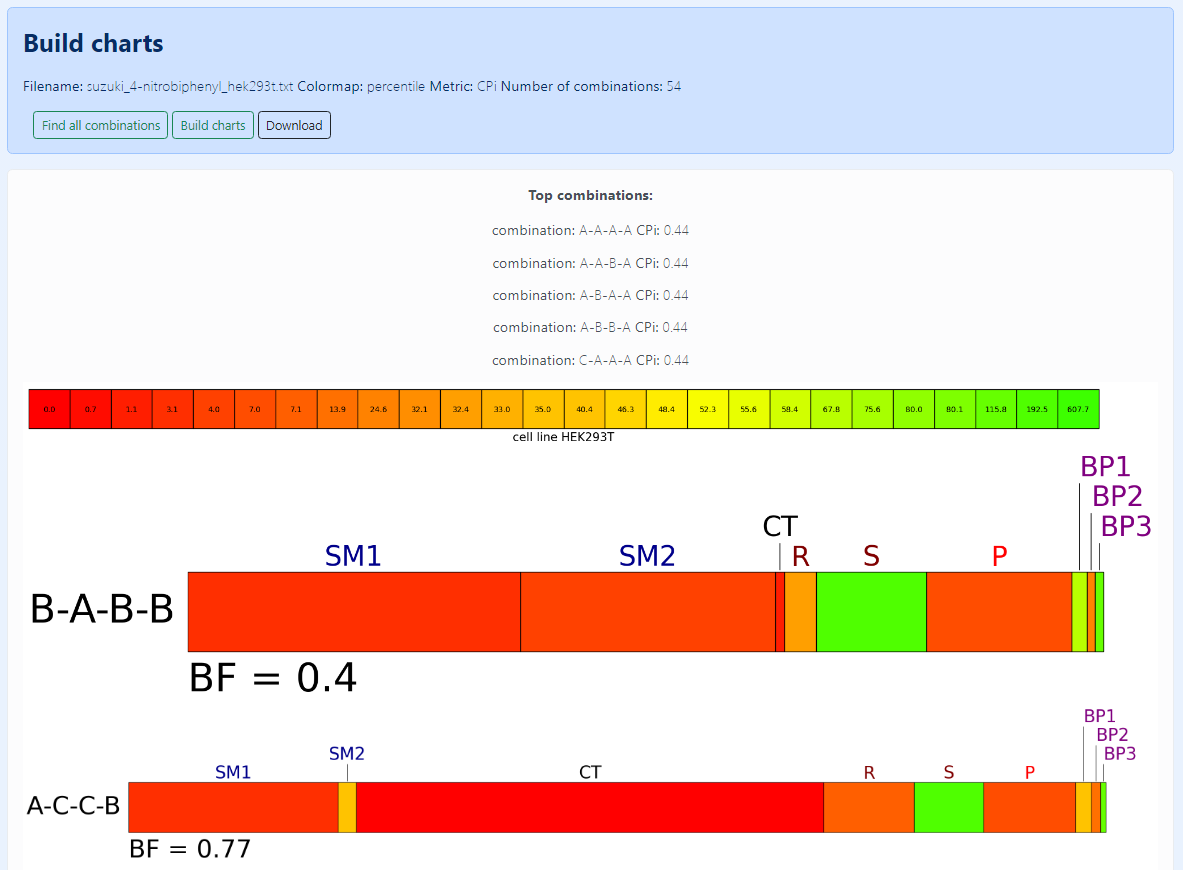 Build charts
Filename: suzuki_4-nitrobiphenyl_hek293t.txt Colormap: percentile Metric: CPi Number of combinations: 54
Find all combinations Build charts Download
Top combinations:
combination: A-A-A-A CPi: 0.44
combination: A-A-B-A CPi: 0.44
combination: A-B-A-A CPi: 0.44
combination: A-B-B-A CPi: 0.44
combination: C-A-A-A CPi: 0.44
0.0 0.7 1.1 3.1 4.0 7.0 7.1 13.9 24.6 32.1 32.4 33.0 35.0 40.4 46.3 48.4 52.3 55.6 58.4 67.8 75.6 80.0 80.1 115.8 192.5 607.7
cell line HEK293T
BP1
BP2
CT BP3
SM1 SM2 R S P
B-A-B-B
BF = 0.4
BP1
BP2
SM2 BP3
SM1 CT R S P
A-C-C-B
BF = 0.77